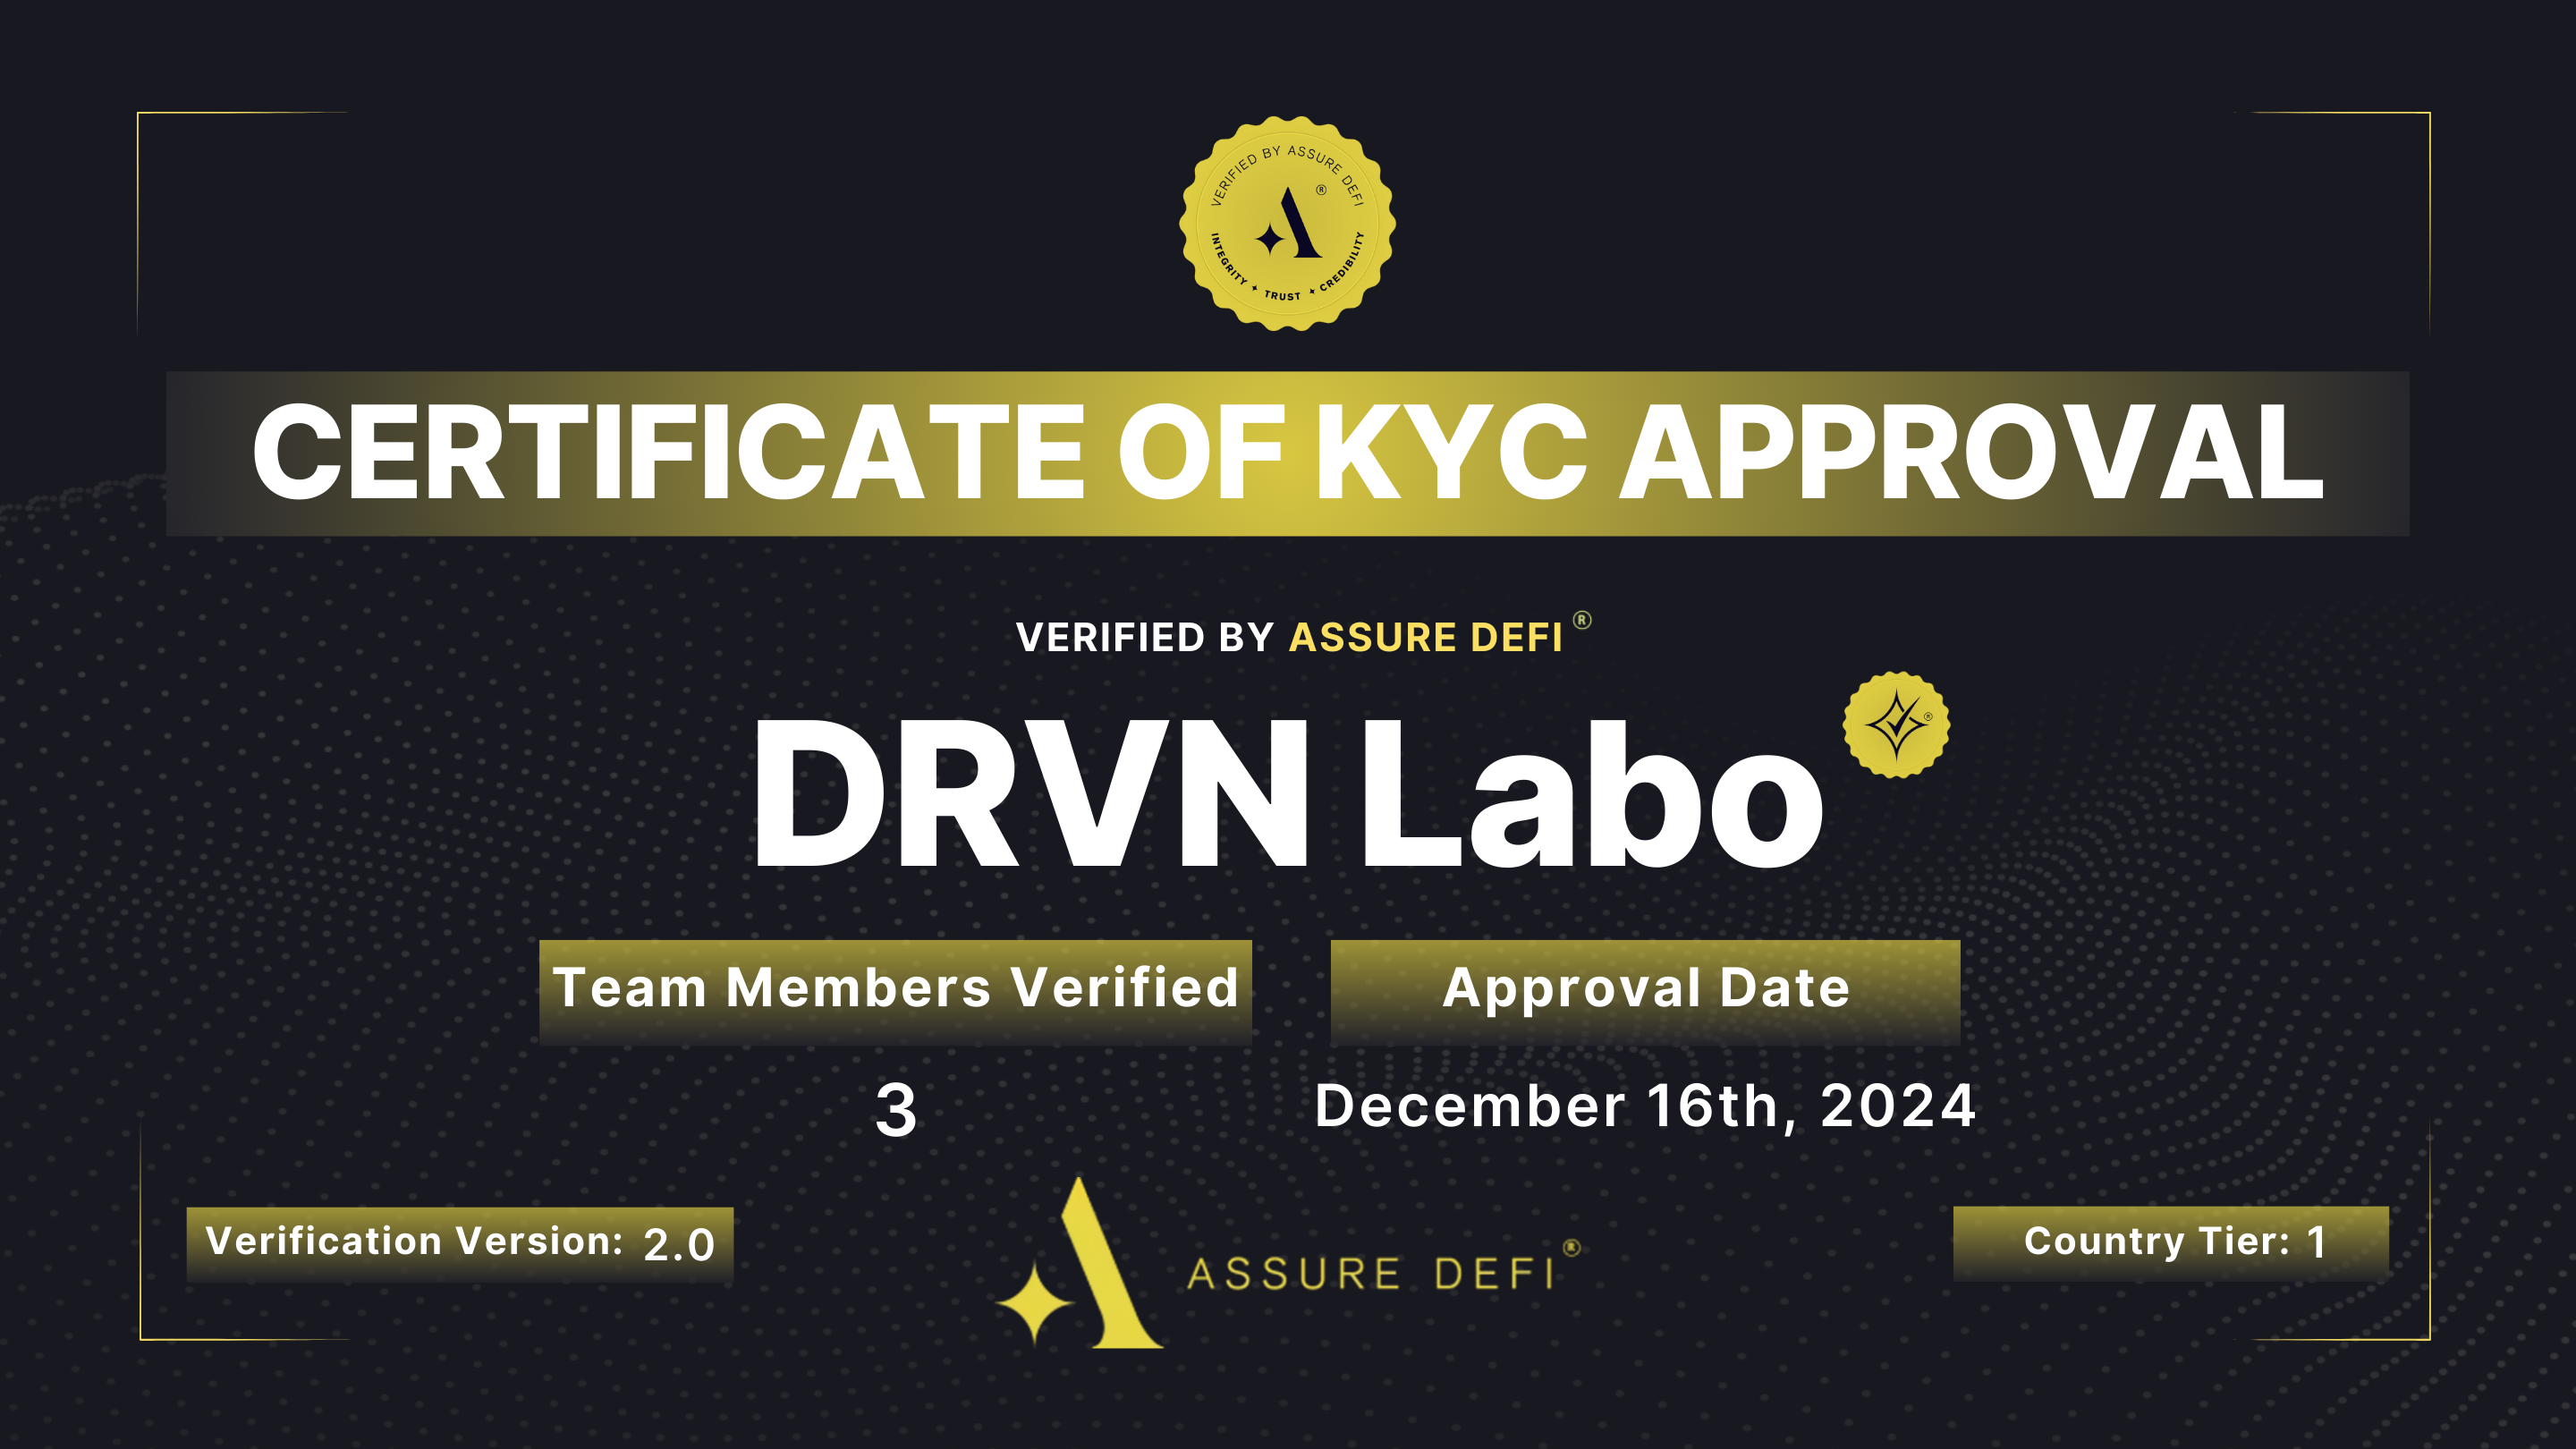 VERIFIED BY ASSURE DEFI
®
INTEGRITY ✦ TRUST ✦ CREDIBILITY
CERTIFICATE OF KYC APPROVAL
VERIFIED BY ASSURE DEFI ®
DRVN Labo
®
Team Members Verified
3
Approval Date
December 16th, 2024
Verification Version: 2.0
ASSURE DEFI ®
Country Tier: 1